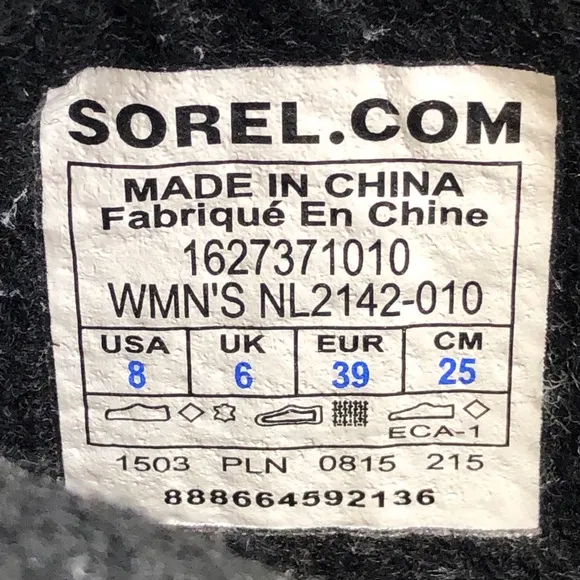 SOREL.COM
MADE IN CHINA
Fabriqué En Chine
1627371010
WMN'S NL2142-010
USA UK EUR CM
8 6 39 25
ECA-1
1503 PLN 0815 215
888664592136